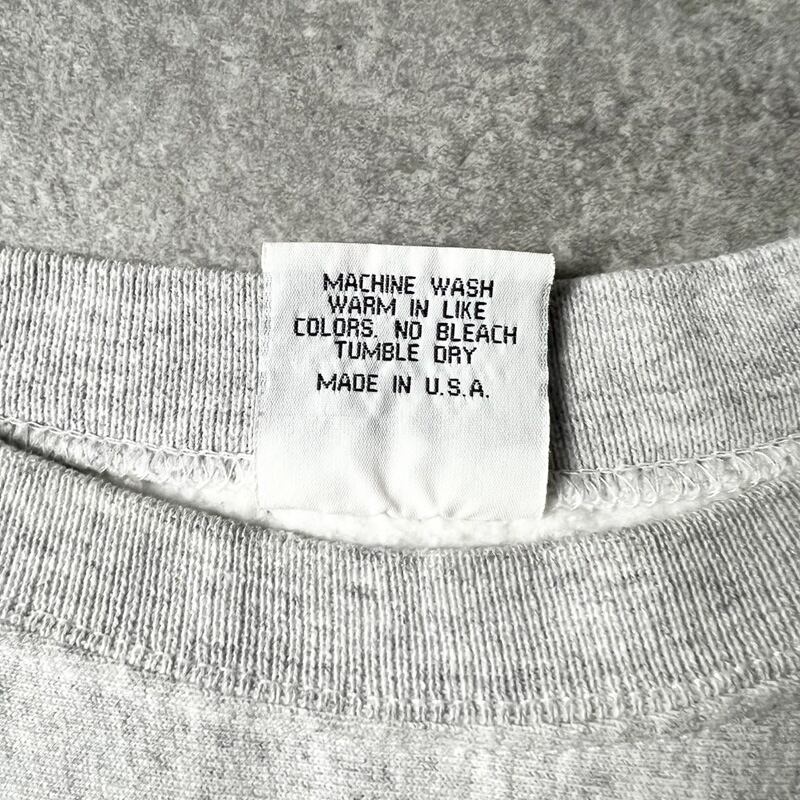 MACHINE WASH
WARM IN LIKE
COLORS. NO BLEACH
TUMBLE DRY
MADE IN U.S.A.